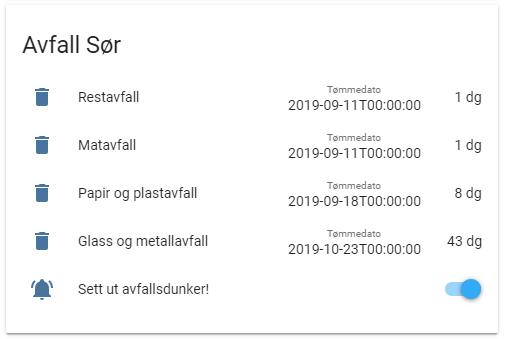 Avfall Sør
Restavfall
Tømmedato
2019-09-11T00:00:00
1 dg
Matavfall
Tømmedato
2019-09-11T00:00:00
1 dg
Papir og plastavfall
Tømmedato
2019-09-18T00:00:00
8 dg
Glass og metallavfall
Tømmedato
2019-10-23T00:00:00
43 dg
Sett ut avfallsdunker!